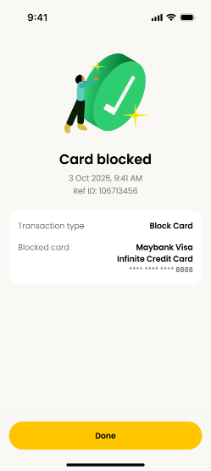 9:41
Card blocked
3 Oct 2025, 9:41 AM
Ref ID: 106713456
Transaction type Block Card
Blocked card Maybank Visa
Infinite Credit Card
**** **** **** 8888
Done